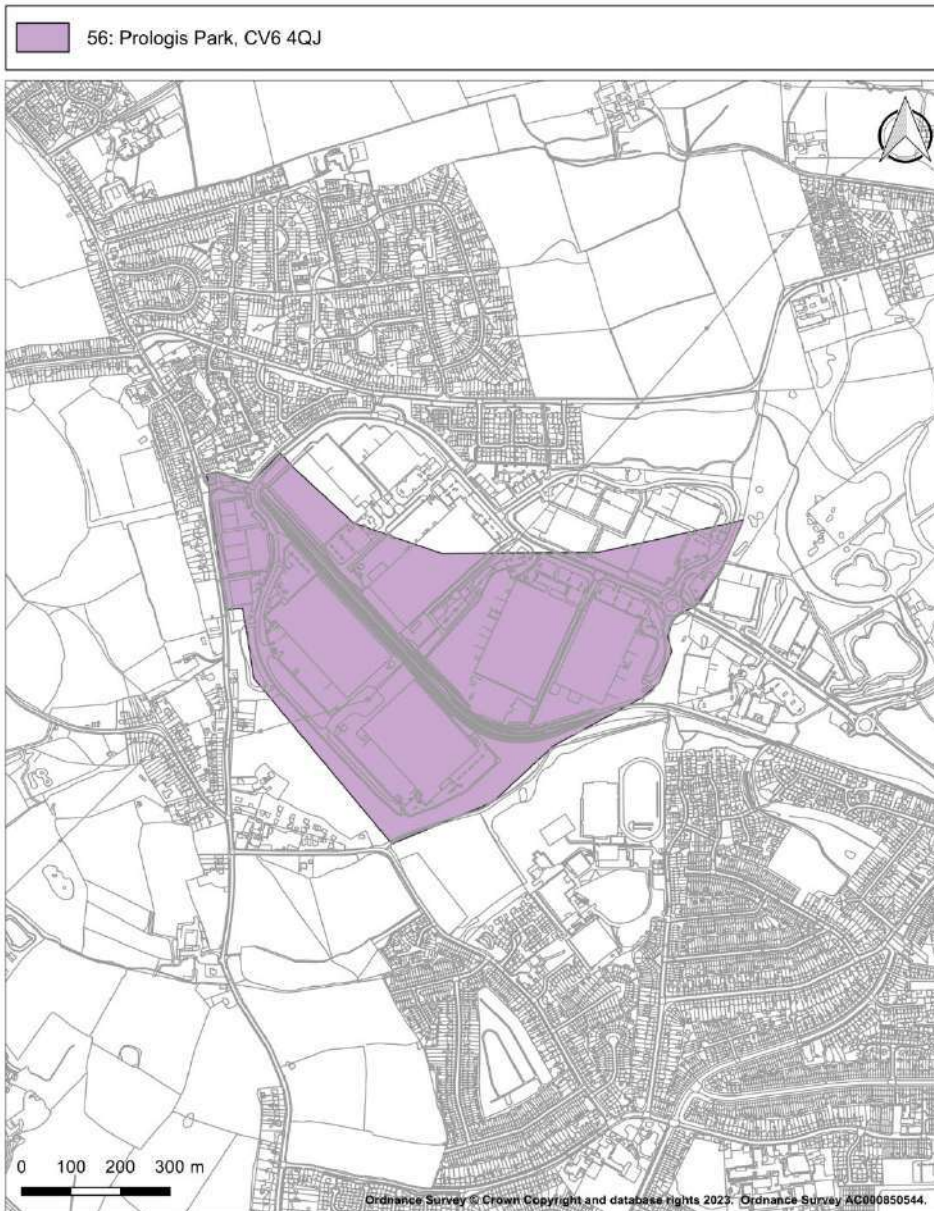 56: Prologis Park, CV6 4QJ
0 100 200 300 m
Ordnance Survey © Crown Copyright and database rights 2023. Ordnance Survey AC000850544.